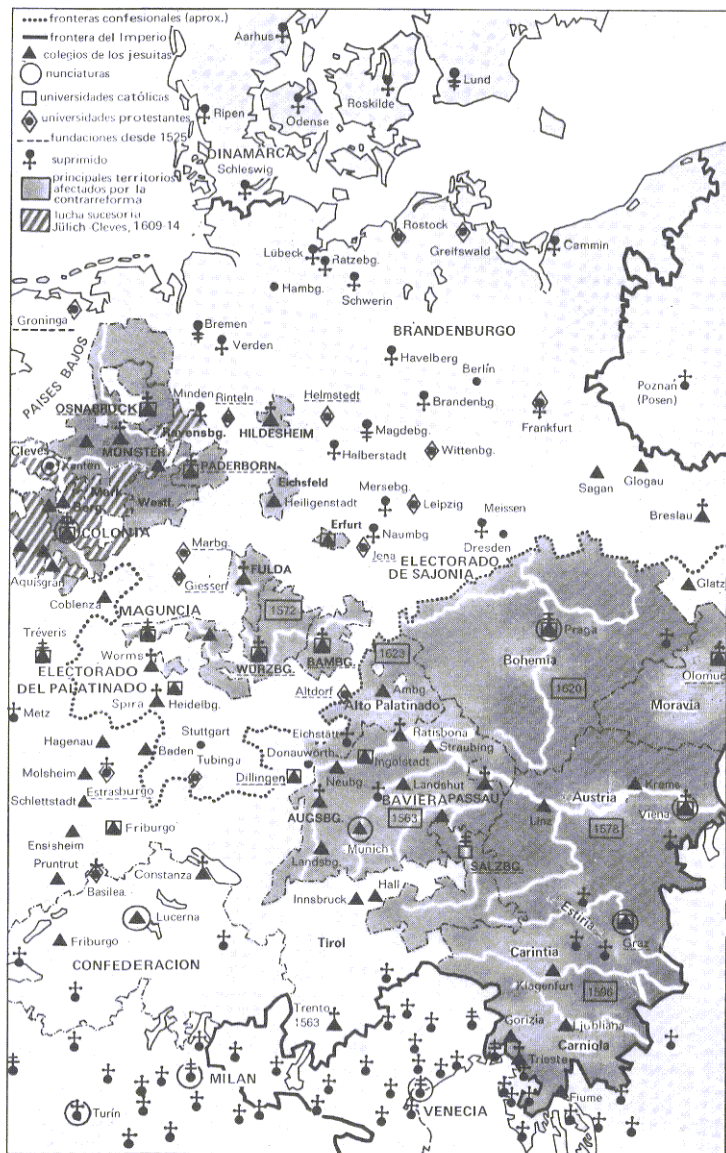 fronteras confesionales (aprox.)
frontera del Imperio
colegios de los jesuitas
nunciaturas
universidades católicas
universidades protestantes
fundaciones desde 1525
suprimido
principales territorios
afectados por la
contrarreforma
lucha sucesoria
Jülich-Cleves, 1609-14
Aarhus
Lund
Roskilde
Odense
Ripen
DINAMARCA
Schleswig
Rostock
Greifswald
Cammin
Lübeck
Ratzebg.
Hambg.
Schwerin
Groninga
Bremen
Verden
BRANDENBURGO
PAISES BAJOS
Havelberg
Berlín
Poznań
(Posen)
OSNABRÜCK
Minden
Rinteln
Helmstedt
Brandenbg.
Ravensbg.
HILDESHEIM
Magdebg.
Frankfurt
Cleves
MÜNSTER
Halberstadt
Wittenbg.
Xanten
PADERBORN
Glogau
Sagan
Mark
Eichsfeld
Berg.
Westf.
Heiligenstadt
Mersebg.
Leipzig
Meissen
Breslau
COLONIA
Erfurt
Naumbg.
Dresden
Marbg.
Jena
ELECTORADO
DE SAJONIA
Aquisgrán
Giessen
FULDA
Glatz
Coblenza
MAGUNCIA
1572
Praga
Tréveris
Worms
WÜRZBG.
BAMBG.
1623
Bohemia
Olomuc
ELECTORADO
DEL PALATINADO
Altdorf
Ambg.
1620
Moravia
Spira
Heidelbg.
Alto Palatinado
Metz
Stuttgart
Eichstätt
Ratisbona
Hagenau
Baden
Donauwörth
Straubing
Tubinga
Ingolstadt
Molsheim
Dillingen
Neubg.
Landshut
Krems
Estrasburgo
BAVIERA
PASSAU
Austria
Schlettstadt
AUGSBG.
1563
Linz
Viena
Friburgo
Munich
1578
Ensisheim
Landsbg.
SALZBG.
Pruntrut
Constanza
Basilea
Hall
Innsbruck
Lucerna
Estiria
Graz
Friburgo
Tirol
CONFEDERACION
Carintia
Klagenfurt
1596
Trento
1563
Gorizia
Ljubliana
Carniola
Trieste
MILAN
Fiume
Turín
VENECIA